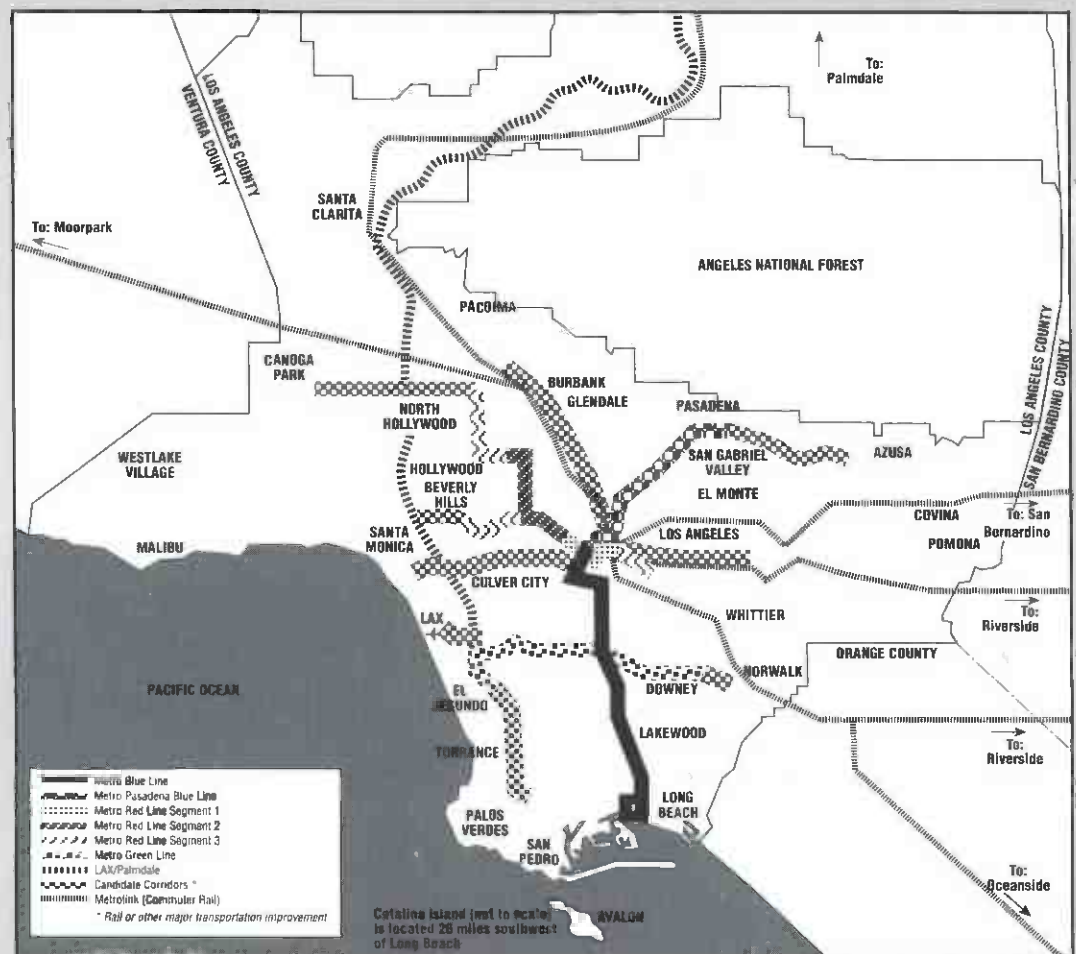 To:
Palmdale
LOS ANGELES COUNTY
VENTURA COUNTY
SANTA
CLARITA
To: Moorpark
ANGELES NATIONAL FOREST
PACOIMA
LOS ANGELES COUNTY
SAN BERNARDINO COUNTY
CANOGA
PARK
BURBANK
GLENDALE
NORTH
HOLLYWOOD
PASADENA
WESTLAKE
VILLAGE
HOLLYWOOD
BEVERLY
HILLS
SAN GABRIEL
VALLEY
AZUSA
EL MONTE
COVINA
To: San
Bernardino
SANTA
MONICA
LOS ANGELES
POMONA
MALIBU
CULVER CITY
WHITTIER
To:
Riverside
LAX
ORANGE COUNTY
NORWALK
PACIFIC OCEAN
EL
SEGUNDO
DOWNEY
TORRANCE
LAKEWOOD
To:
Riverside
LONG
BEACH
PALOS
VERDES
SAN
PEDRO
To:
Oceanside
AVALON
Catalina Island (not to scale)
is located 26 miles southwest
of Long Beach
Metro Blue Line
Metro Pasadena Blue Line
Metro Red Line Segment 1
Metro Red Line Segment 2
Metro Red Line Segment 3
Metro Green Line
LAX/Palmdale
Candidate Corridors *
Metrolink (Commuter Rail)
* Rail or other major transportation improvement